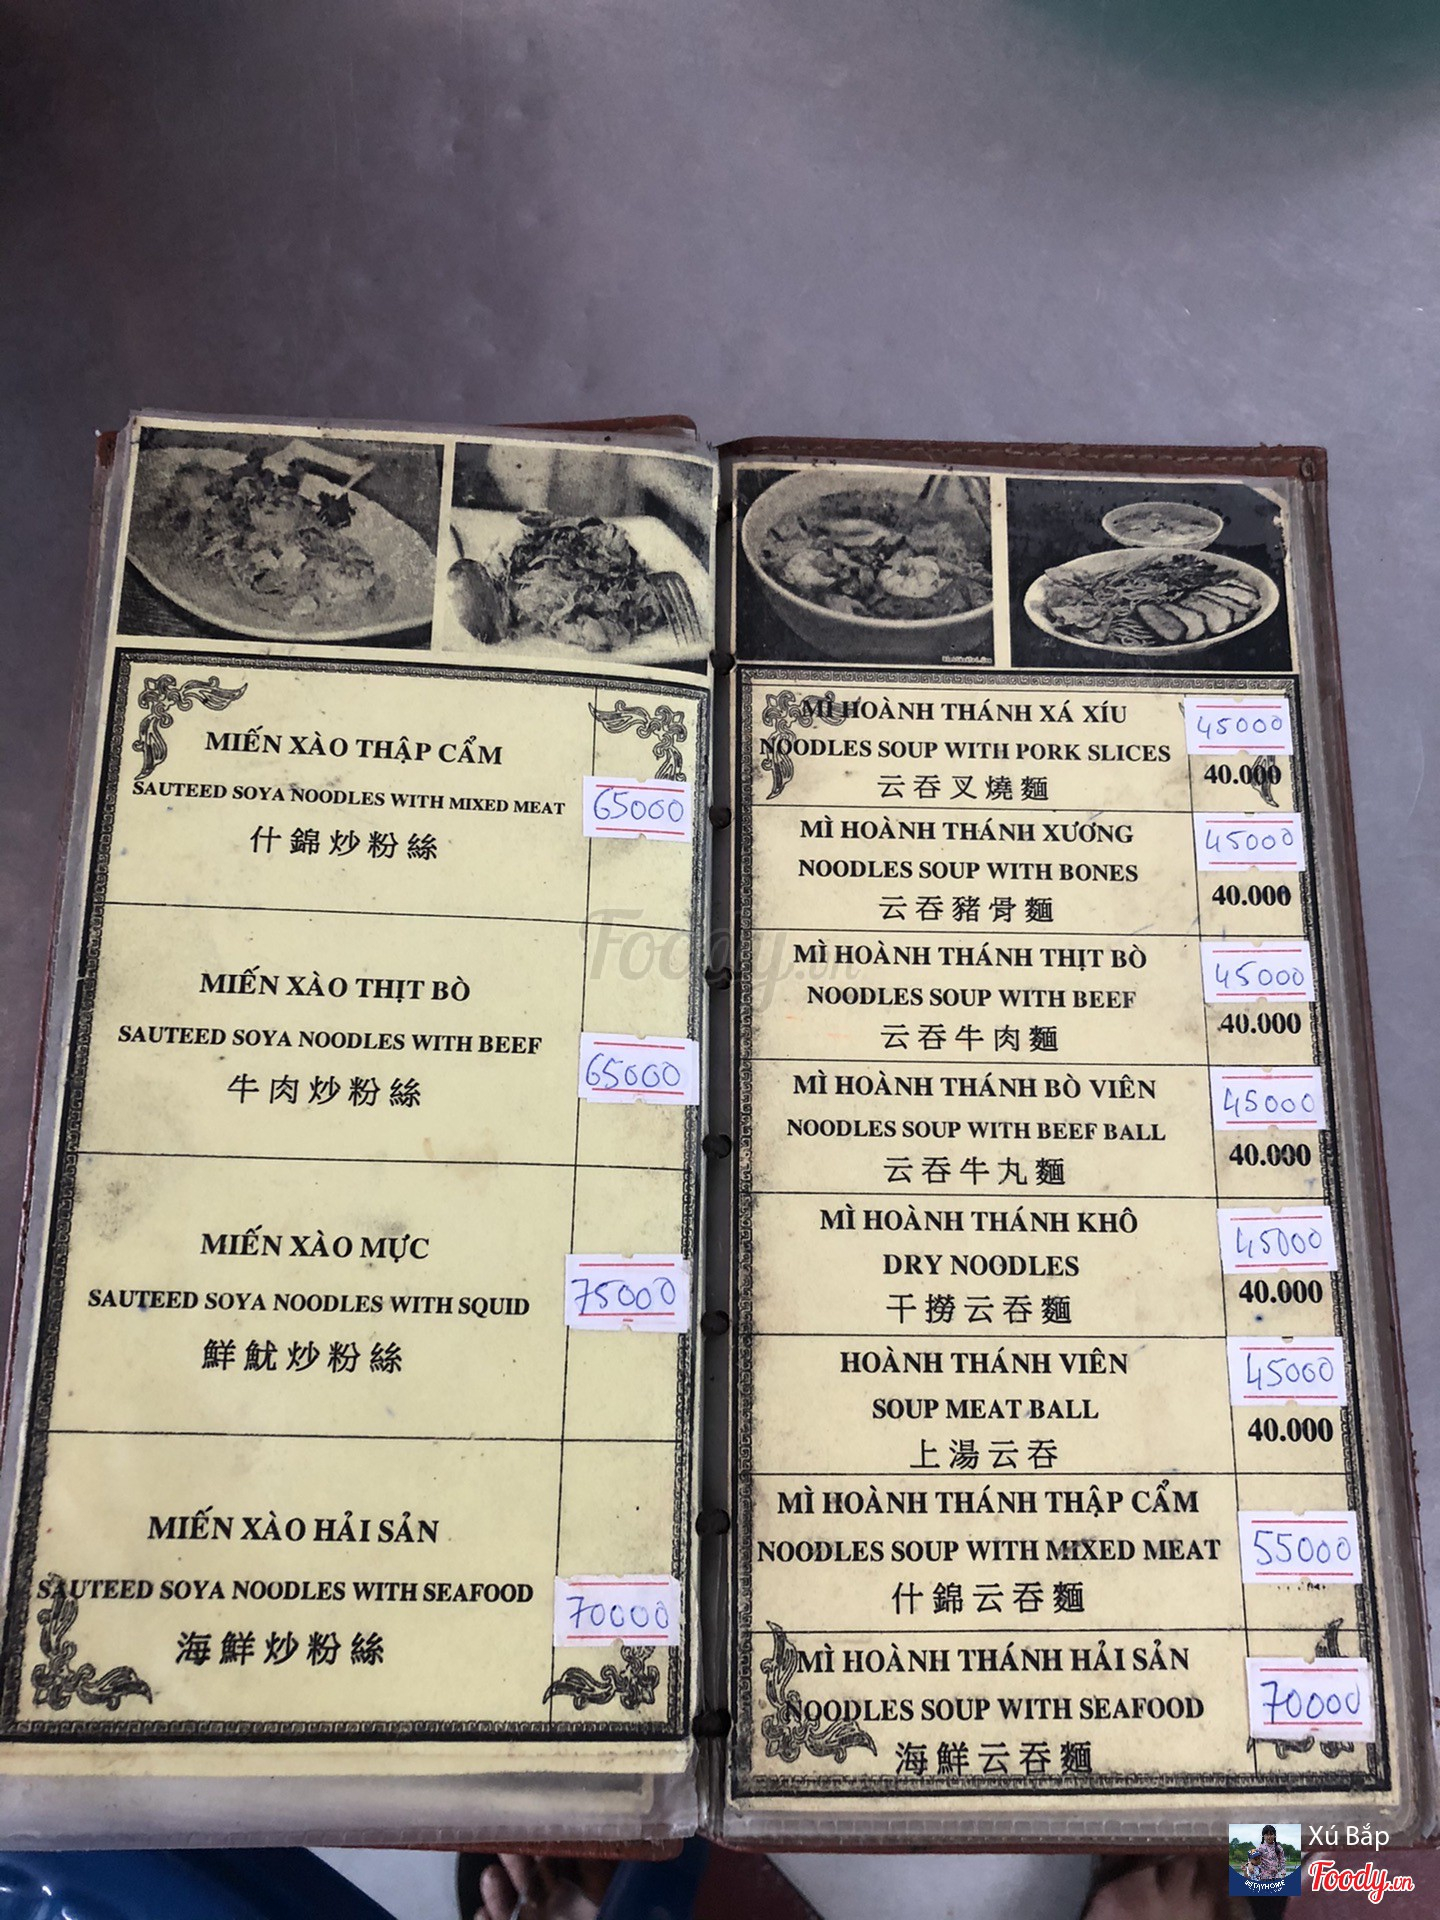 MIẾN XÀO THẬP CẨM
SAUTEED SOYA NOODLES WITH MIXED MEAT
65000
什錦炒粉絲
MIẾN XÀO THỊT BÒ
SAUTEED SOYA NOODLES WITH BEEF
65000
牛肉炒粉絲
MIẾN XÀO MỰC
SAUTEED SOYA NOODLES WITH SQUID
75000
鮮魷炒粉絲
MIẾN XÀO HẢI SẢN
SAUTEED SOYA NOODLES WITH SEAFOOD
70000
海鮮炒粉絲
MÌ HOÀNH THÁNH XÁ XÍU
45000
NOODLES SOUP WITH PORK SLICES
40.000
云吞叉燒麵
MÌ HOÀNH THÁNH XƯƠNG
45000
NOODLES SOUP WITH BONES
40.000
云吞豬骨麵
MÌ HOÀNH THÁNH THỊT BÒ
45000
NOODLES SOUP WITH BEEF
40.000
云吞牛肉麵
MÌ HOÀNH THÁNH BÒ VIÊN
45000
NOODLES SOUP WITH BEEF BALL
40.000
云吞牛丸麵
MÌ HOÀNH THÁNH KHÔ
45000
DRY NOODLES
40.000
干撈云吞麵
HOÀNH THÁNH VIÊN
45000
SOUP MEAT BALL
40.000
上湯云吞
MÌ HOÀNH THÁNH THẬP CẨM
NOODLES SOUP WITH MIXED MEAT
55000
什錦云吞麵
MÌ HOÀNH THÁNH HẢI SẢN
NOODLES SOUP WITH SEAFOOD
70000
海鮮云吞麵
Foody.vn
Xú Bắp
Foody.vn